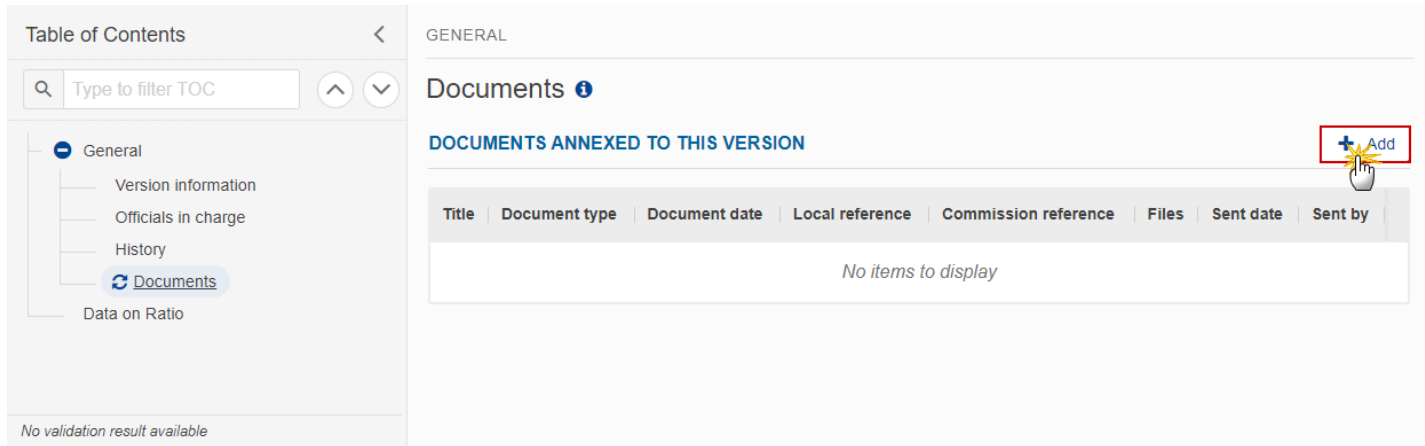 Table of Contents
Type to filter TOC
General
Version information
Officials in charge
History
Documents
Data on Ratio
No validation result available
GENERAL
Documents
DOCUMENTS ANNEXED TO THIS VERSION
Add
Title Document type Document date Local reference Commission reference Files Sent date Sent by
No items to display